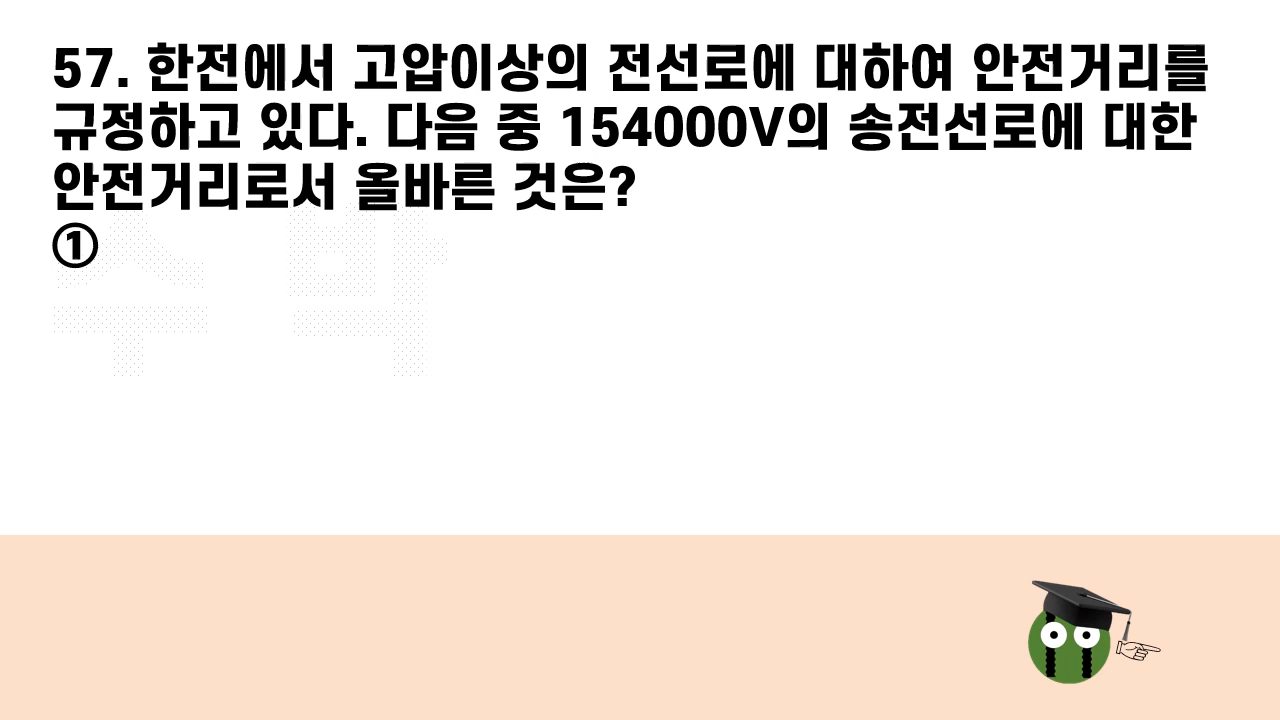 57. 한전에서 고압이상의 전선로에 대하여 안전거리를
규정하고 있다. 다음 중 154000V의 송전선로에 대한
안전거리로서 올바른 것은?
①
수박